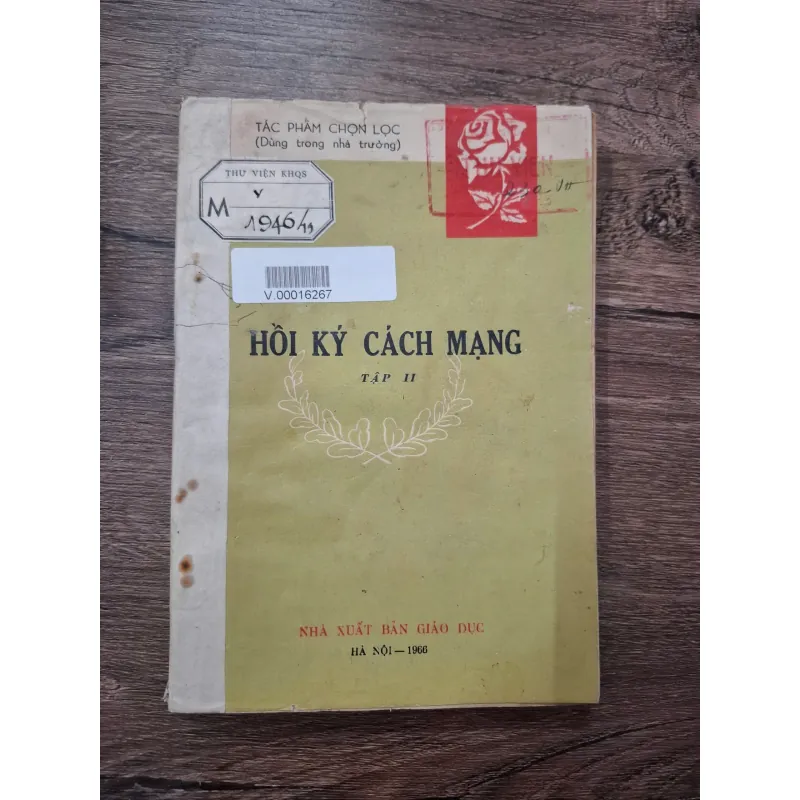 TÁC PHẨM CHỌN LỌC
(Dùng trong nhà trường)
THƯ VIỆN KHQS
V
M
1946/
V.00016267
HỒI KÝ CÁCH MẠNG
TẬP II
NHÀ XUẤT BẢN GIÁO DỤC
HÀ NỘI — 1966